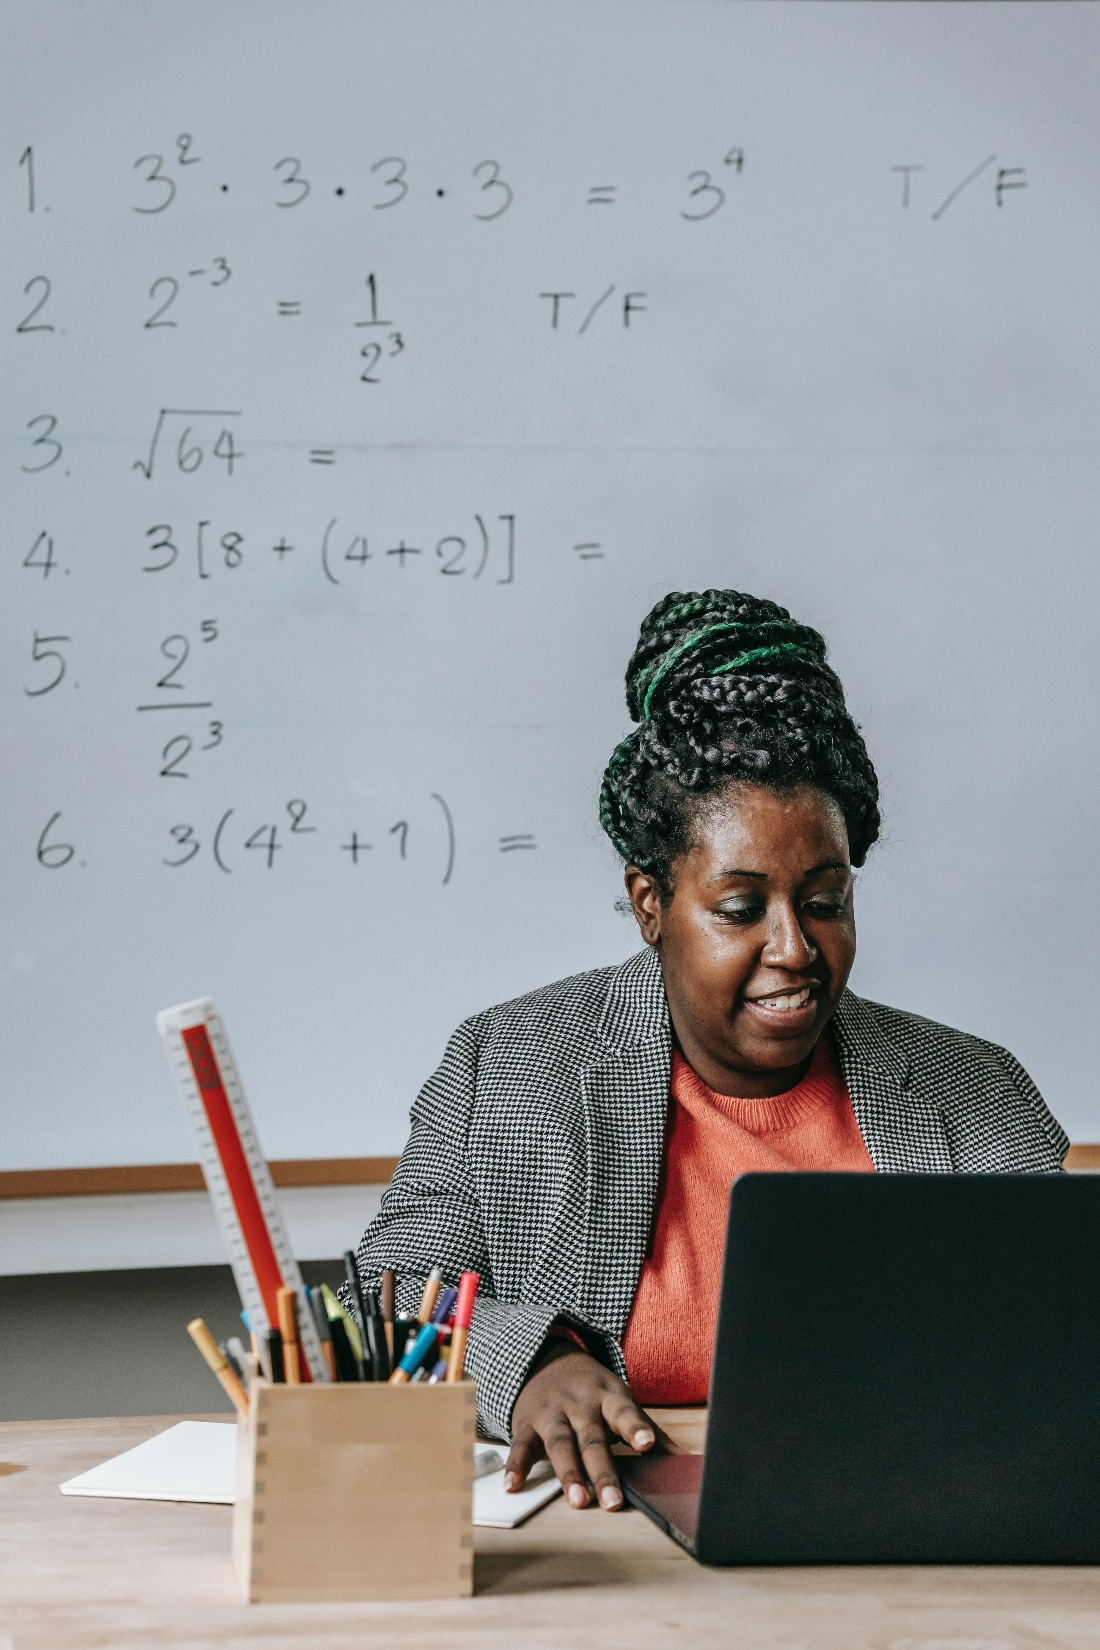 1. 3² · 3 · 3 · 3 = 3⁴ T/F
2. 2⁻³ = 1/2³ T/F
3. √64 =
4. 3[8 + (4+2)] =
5. 2⁵/2³
6. 3(4² + 1) =